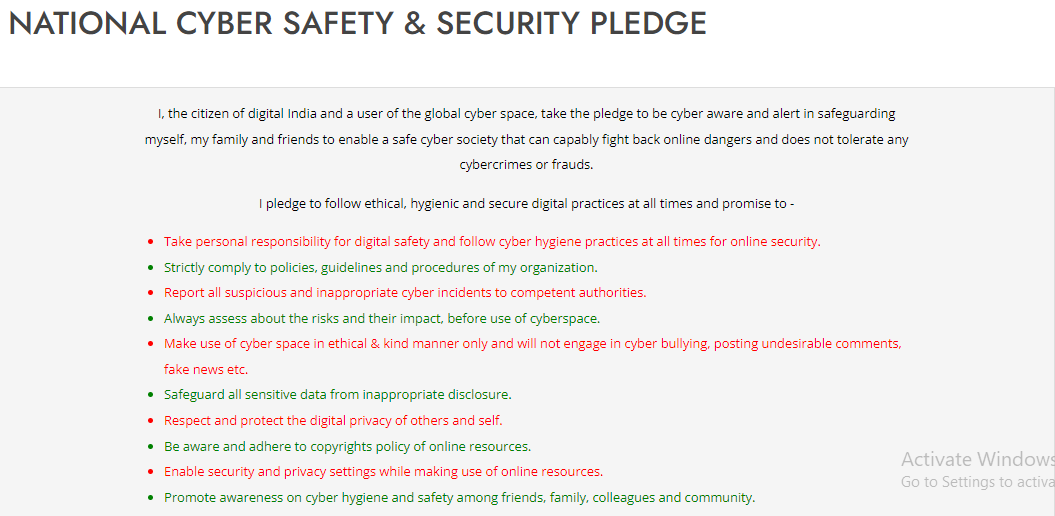 NATIONAL CYBER SAFETY & SECURITY PLEDGE
I, the citizen of digital India and a user of the global cyber space, take the pledge to be cyber aware and alert in safeguarding
myself, my family and friends to enable a safe cyber society that can capably fight back online dangers and does not tolerate any
cybercrimes or frauds.
I pledge to follow ethical, hygienic and secure digital practices at all times and promise to -
• Take personal responsibility for digital safety and follow cyber hygiene practices at all times for online security.
• Strictly comply to policies, guidelines and procedures of my organization.
• Report all suspicious and inappropriate cyber incidents to competent authorities.
• Always assess about the risks and their impact, before use of cyberspace.
• Make use of cyber space in ethical & kind manner only and will not engage in cyber bullying, posting undesirable comments,
fake news etc.
• Safeguard all sensitive data from inappropriate disclosure.
• Respect and protect the digital privacy of others and self.
• Be aware and adhere to copyrights policy of online resources.
• Enable security and privacy settings while making use of online resources.
• Promote awareness on cyber hygiene and safety among friends, family, colleagues and community.
Activate Windows
Go to Settings to activa